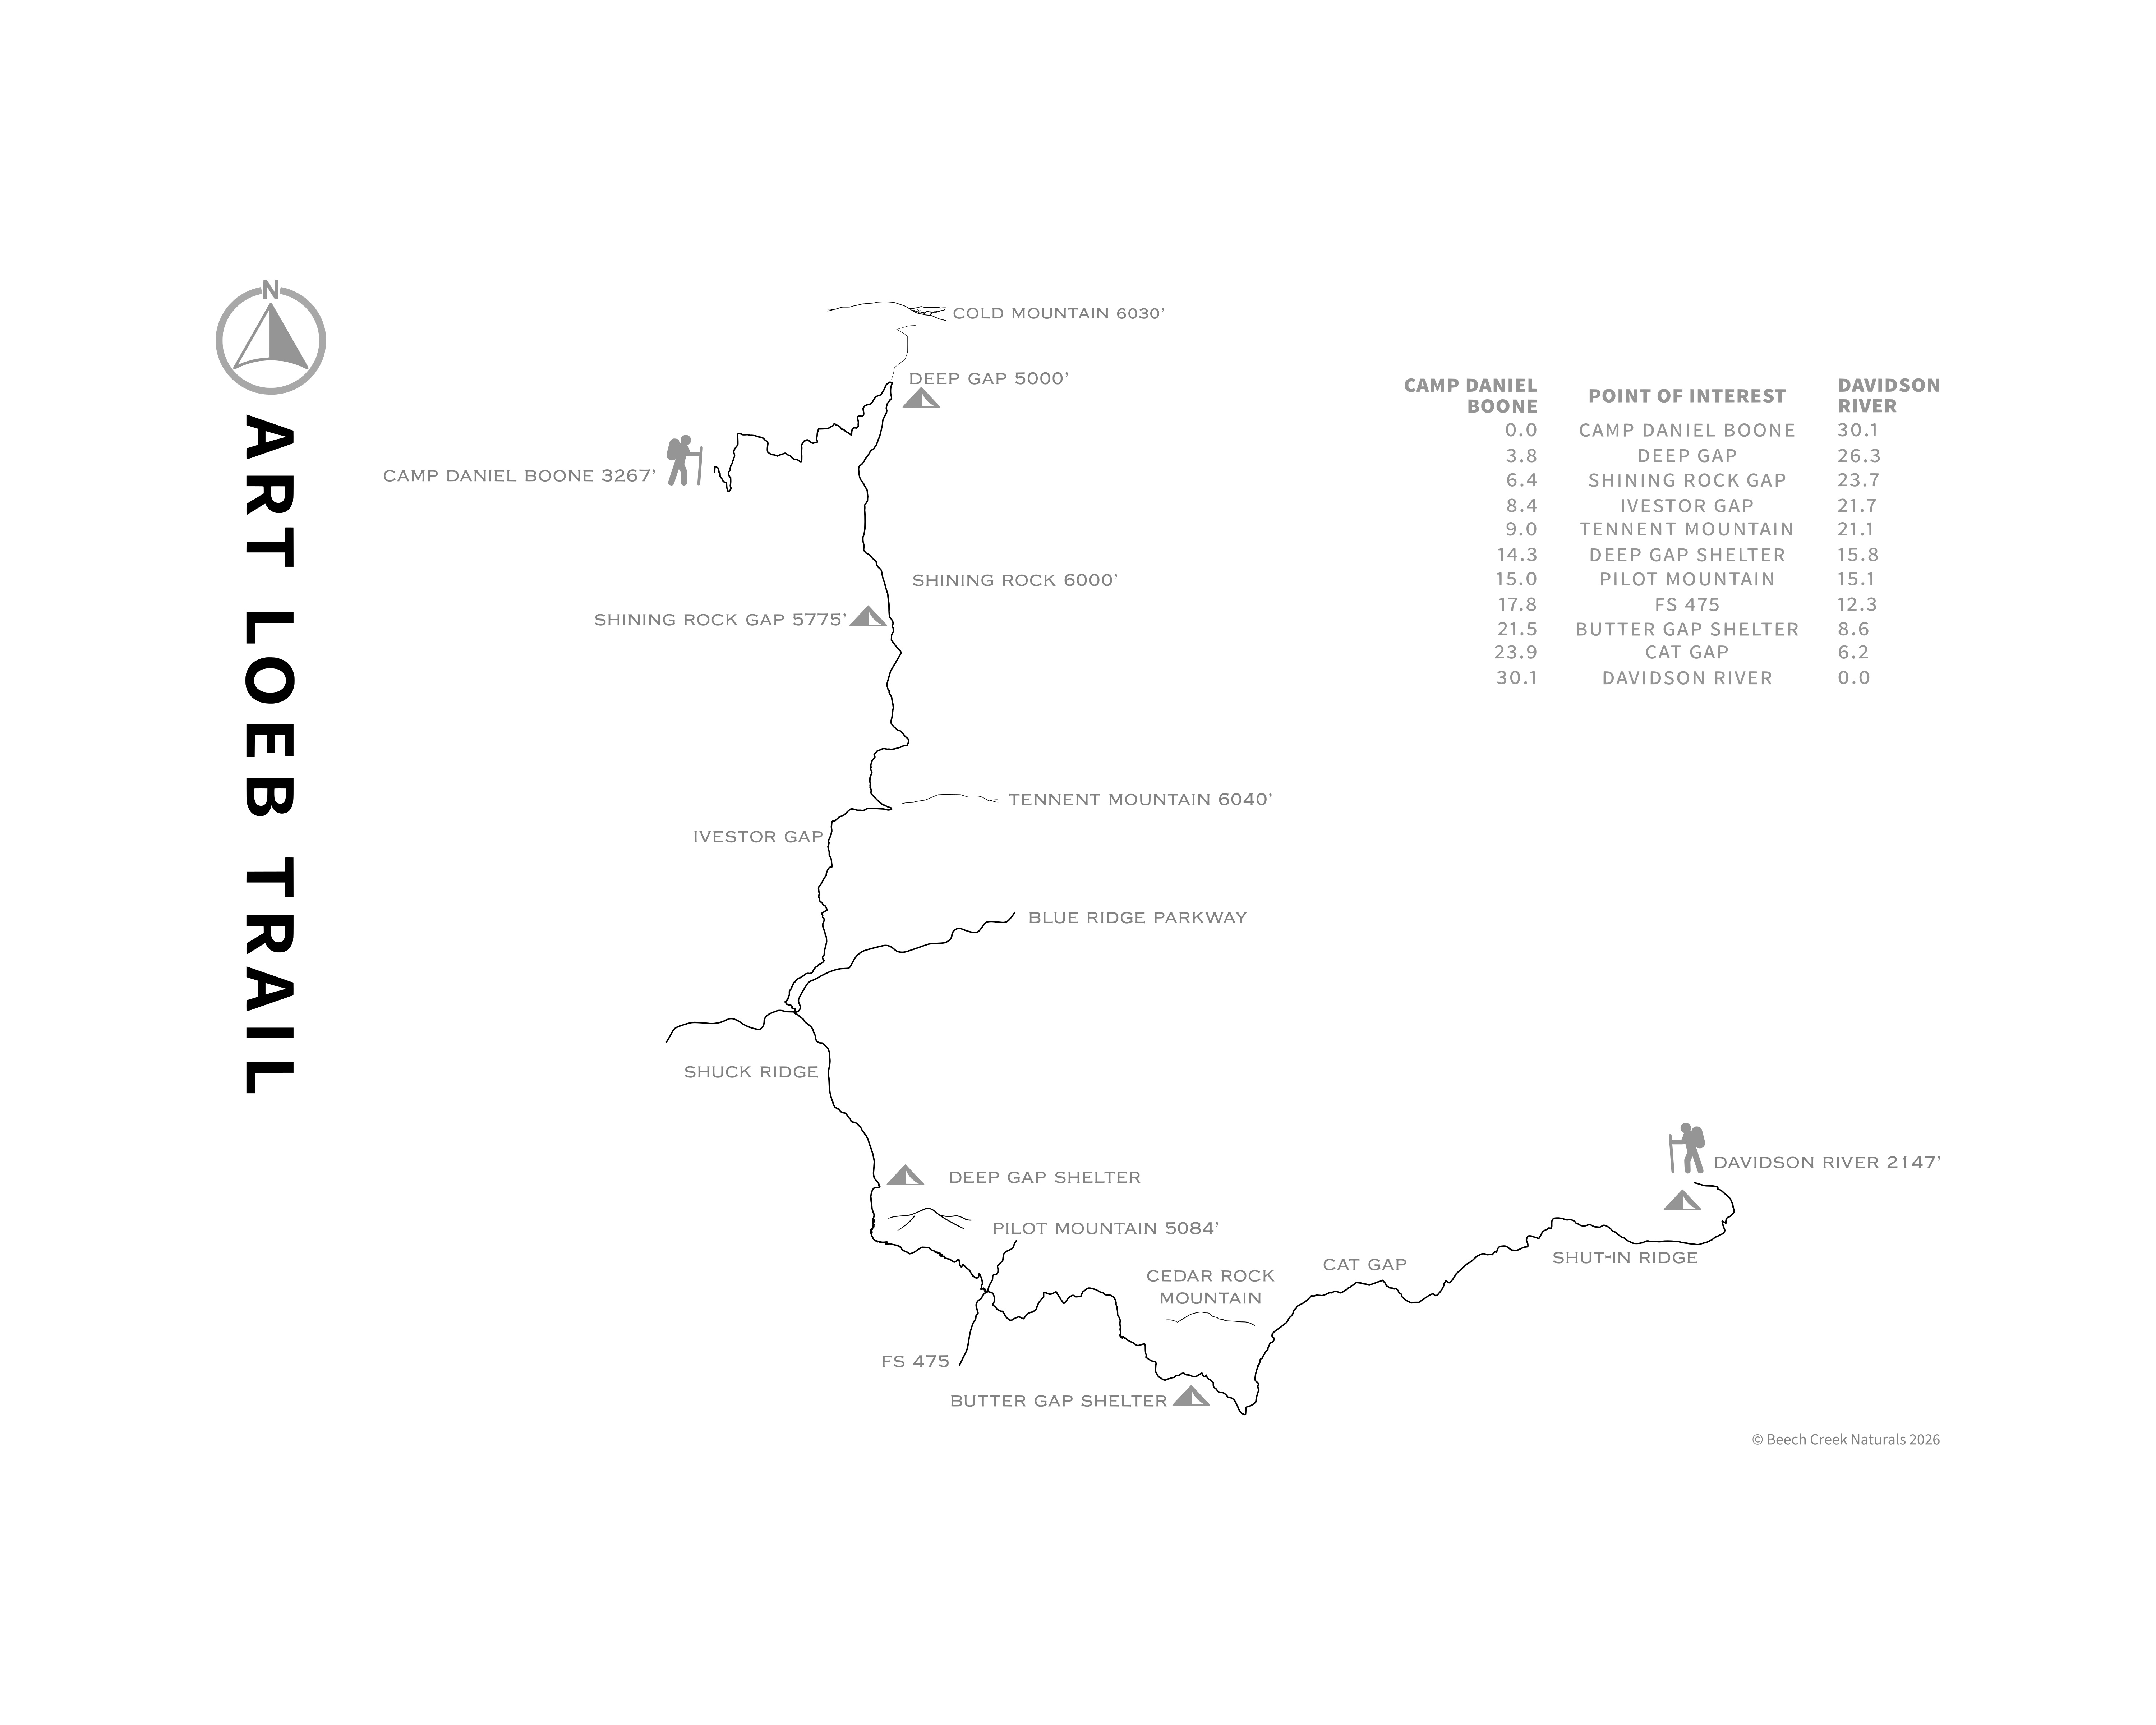 N
ART LOEB TRAIL
COLD MOUNTAIN 6030'
DEEP GAP 5000'
CAMP DANIEL BOONE 3267'
SHINING ROCK 6000'
SHINING ROCK GAP 5775'
TENNENT MOUNTAIN 6040'
IVESTOR GAP
BLUE RIDGE PARKWAY
SHUCK RIDGE
DEEP GAP SHELTER
PILOT MOUNTAIN 5084'
CEDAR ROCK
MOUNTAIN
CAT GAP
SHUT-IN RIDGE
DAVIDSON RIVER 2147'
FS 475
BUTTER GAP SHELTER
CAMP DANIEL
BOONE
POINT OF INTEREST
DAVIDSON
RIVER
0.0 CAMP DANIEL BOONE 30.1
3.8 DEEP GAP 26.3
6.4 SHINING ROCK GAP 23.7
8.4 IVESTOR GAP 21.7
9.0 TENNENT MOUNTAIN 21.1
14.3 DEEP GAP SHELTER 15.8
15.0 PILOT MOUNTAIN 15.1
17.8 FS 475 12.3
21.5 BUTTER GAP SHELTER 8.6
23.9 CAT GAP 6.2
30.1 DAVIDSON RIVER 0.0
© Beech Creek Naturals 2026